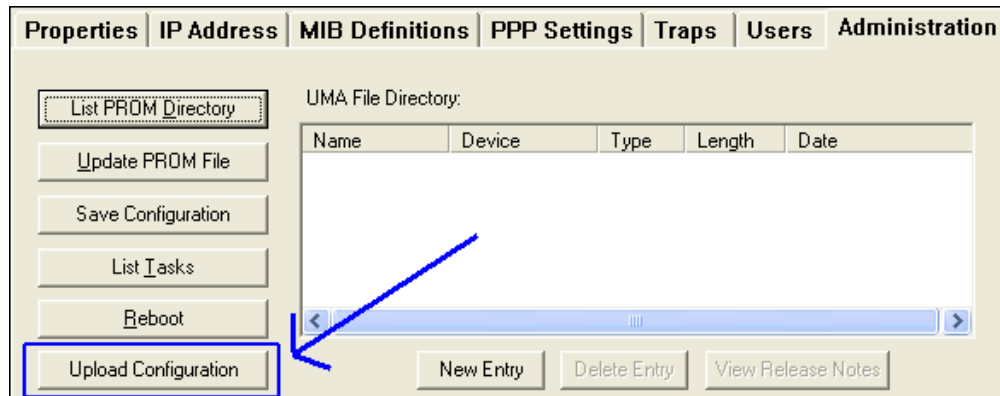 Properties IP Address MIB Definitions PPP Settings Traps Users Administration
List PROM Directory
Update PROM File
Save Configuration
List Tasks
Reboot
Upload Configuration
UMA File Directory:
Name Device Type Length Date
New Entry Delete Entry View Release Notes